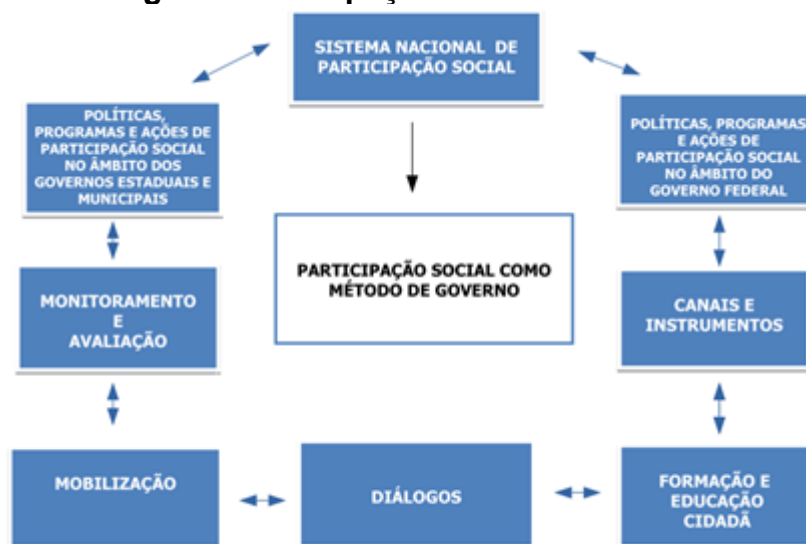 SISTEMA NACIONAL DE
PARTICIPAÇÃO SOCIAL
POLÍTICAS,
PROGRAMAS E AÇÕES DE
PARTICIPAÇÃO SOCIAL
NO ÂMBITO DOS
GOVERNOS ESTADUAIS E
MUNICIPAIS
POLÍTICAS, PROGRAMAS
E AÇÕES DE
PARTICIPAÇÃO SOCIAL
NO ÂMBITO DO
GOVERNO FEDERAL
PARTICIPAÇÃO SOCIAL COMO
MÉTODO DE GOVERNO
MONITORAMENTO
E
AVALIAÇÃO
CANAIS E
INSTRUMENTOS
MOBILIZAÇÃO
DIÁLOGOS
FORMAÇÃO E
EDUCAÇÃO
CIDADÃ